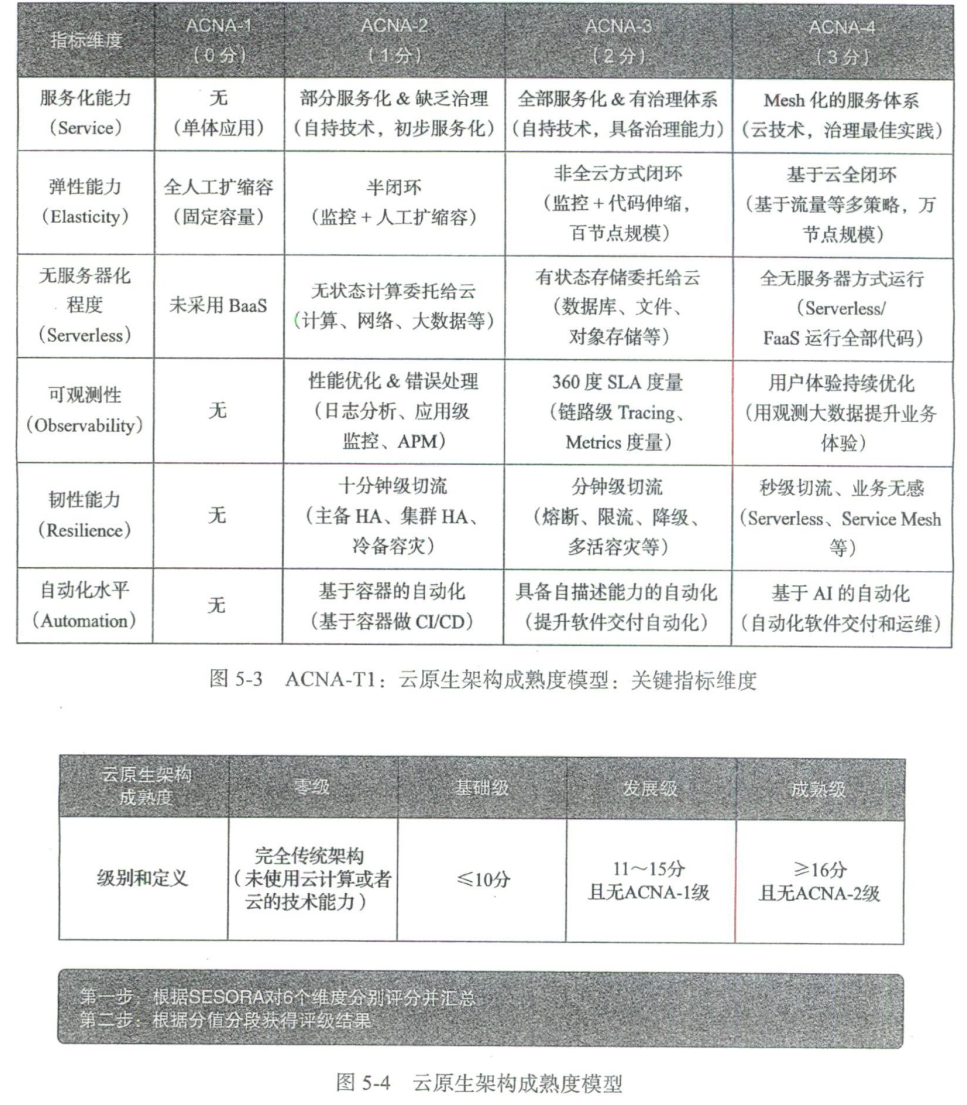 指标维度
ACNA-1
（0分）
ACNA-2
（1分）
ACNA-3
（2分）
ACNA-4
（3分）
服务化能力
（Service）
无
（单体应用）
部分服务化 & 缺乏治理
（自持技术，初步服务化）
全部服务化 & 有治理体系
（自持技术，具备治理能力）
Mesh 化的服务体系
（云技术，治理最佳实践）
弹性能力
（Elasticity）
全人工扩缩容
（固定容量）
半闭环
（监控 + 人工扩缩容）
非全云方式闭环
（监控 + 代码伸缩，
百节点规模）
基于云全闭环
（基于流量等多策略，万
节点规模）
无服务器化
程度
（Serverless）
未采用 BaaS
无状态计算委托给云
（计算、网络、大数据等）
有状态存储委托给云
（数据库、文件、
对象存储等）
全无服务器方式运行
（Serverless/
FaaS 运行全部代码）
可观测性
（Observability）
无
性能优化 & 错误处理
（日志分析、应用级
监控、APM）
360 度 SLA 度量
（链路级 Tracing、
Metrics 度量）
用户体验持续优化
（用观测大数据提升业务
体验）
韧性能力
（Resilience）
无
十分钟级切流
（主备 HA、集群 HA、
冷备容灾）
分钟级切流
（熔断、限流、降级、
多活容灾等）
秒级切流、业务无感
（Serverless、Service Mesh
等）
自动化水平
（Automation）
无
基于容器的自动化
（基于容器做 CI/CD）
具备自描述能力的自动化
（提升软件交付自动化）
基于 AI 的自动化
（自动化软件交付和运维）
图 5-3 ACNA-T1：云原生架构成熟度模型：关键指标维度
云原生架构
成熟度
零级
基础级
发展级
成熟级
级别和定义
完全传统架构
（未使用云计算或者
云的技术能力）
≤10分
11～15分
且无ACNA-1级
≥16分
且无ACNA-2级
第一步：根据SESORA对6个维度分别评分并汇总
第二步：根据分值分段获得评级结果
图 5-4 云原生架构成熟度模型